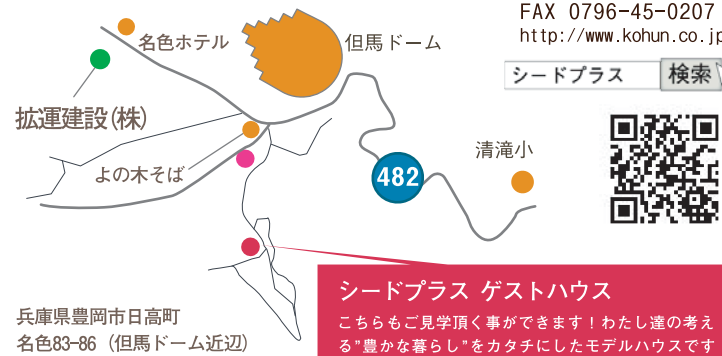 FAX 0796-45-0207
http://www.kohun.co.jp
シードプラス 検索
名色ホテル
但馬ドーム
拡運建設(株)
よの木そば
482
清滝小
シードプラス ゲストハウス
こちらもご見学頂く事ができます!わたし達の考え
る"豊かな暮らし"をカタチにしたモデルハウスです
兵庫県豊岡市日高町
名色83-86(但馬ドーム近辺)